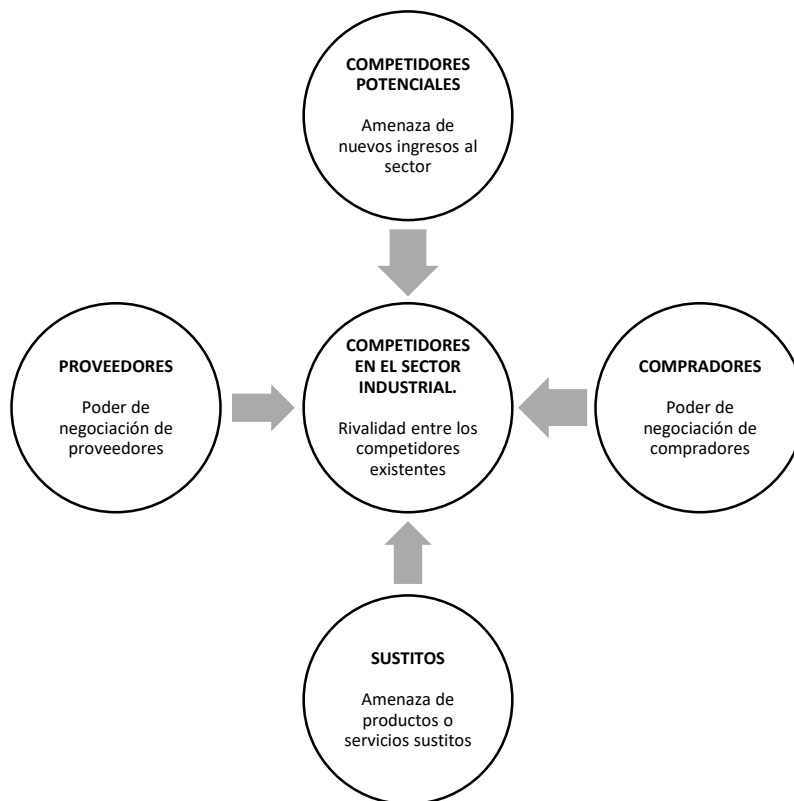 COMPETIDORES
POTENCIALES
Amenaza de
nuevos ingresos al
sector
PROVEEDORES
Poder de
negociación de
proveedores
COMPETIDORES
EN EL SECTOR
INDUSTRIAL.
Rivalidad entre los
competidores
existentes
COMPRADORES
Poder de
negociación de
compradores
SUSTITOS
Amenaza de
productos o
servicios sustitos